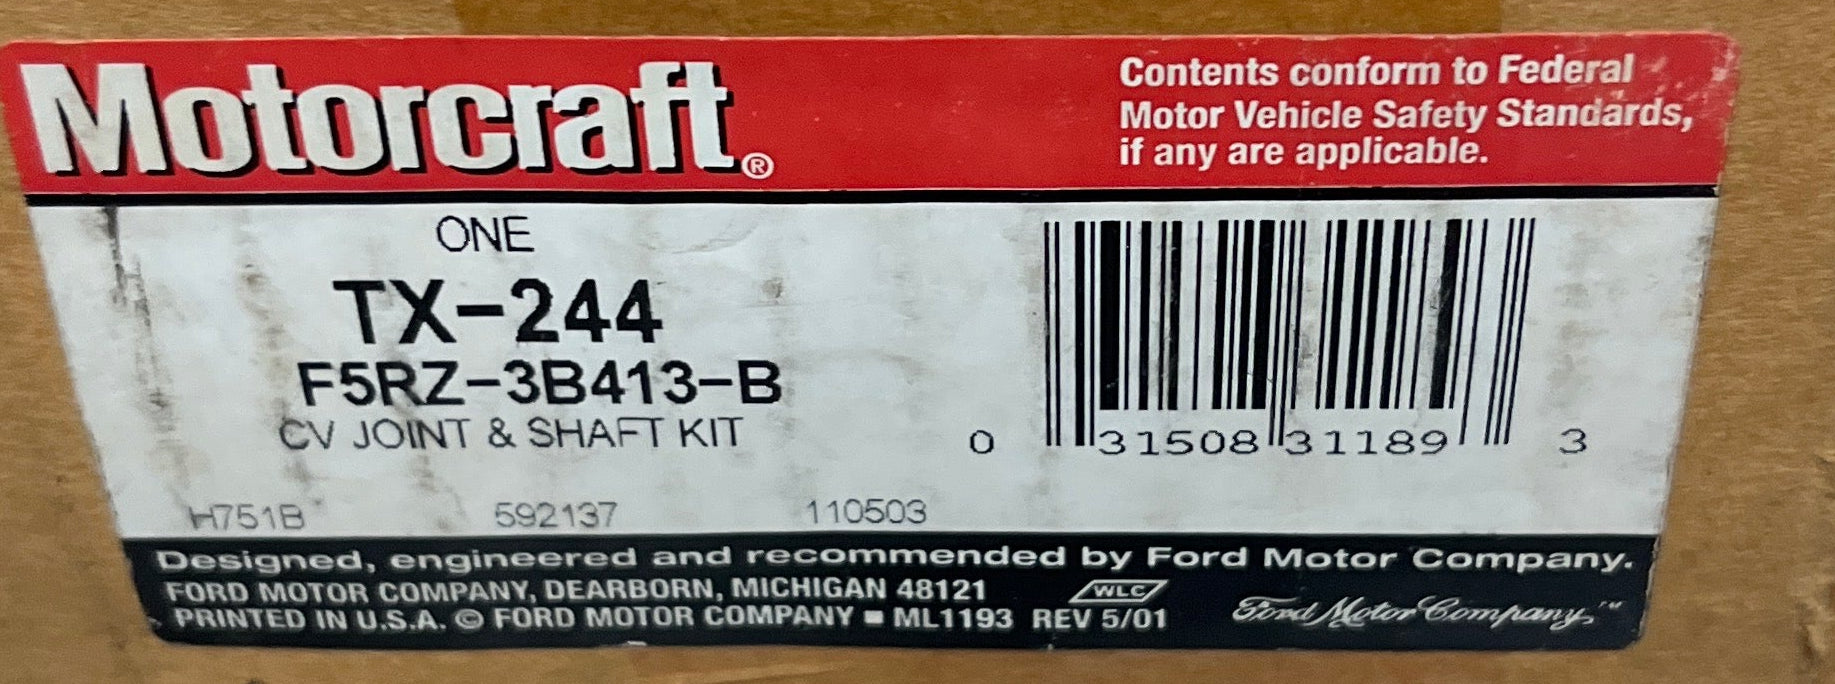 Motorcraft®
Contents conform to Federal
Motor Vehicle Safety Standards,
if any are applicable.
ONE
TX-244
F5RZ-3B413-B
CV JOINT & SHAFT KIT
0 31508 31189 3
H751B 592137 110503
Designed, engineered and recommended by Ford Motor Company.
FORD MOTOR COMPANY, DEARBORN, MICHIGAN 48121
WLC
PRINTED IN U.S.A. © FORD MOTOR COMPANY ■ ML1193 REV 5/01
Ford Motor Company,™